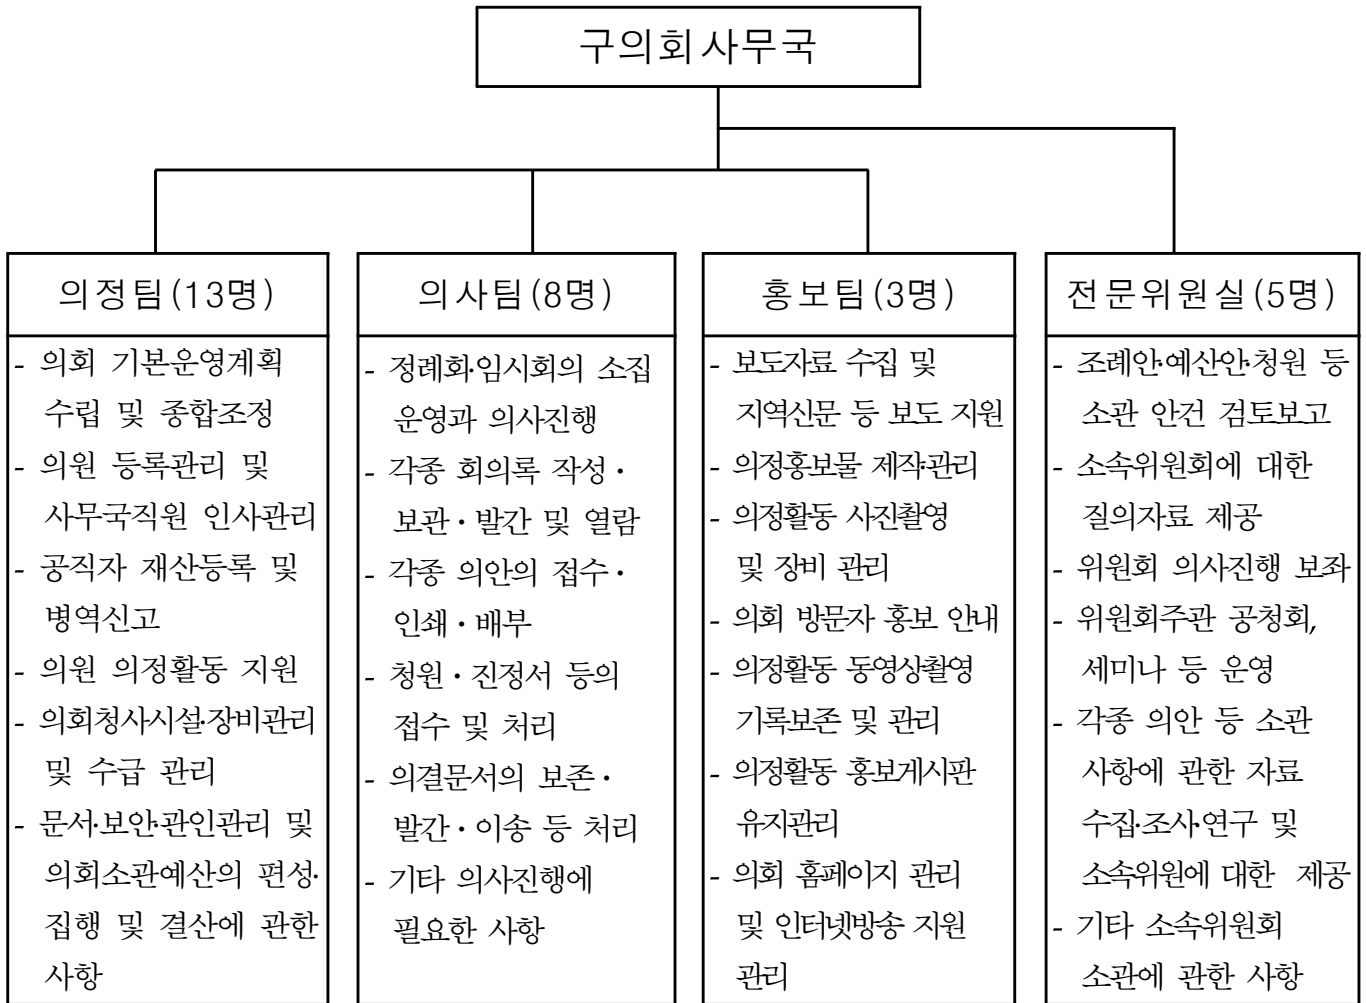 구의회사무국
의정팀(13명)
- 의회 기본운영계획
수립 및 종합조정
- 의원 등록관리 및
사무국직원 인사관리
- 공직자 재산등록 및
병역신고
- 의원 의정활동 지원
- 의회청사시설·장비관리
및 수급 관리
- 문서·보안·관인관리 및
의회소관예산의 편성·
집행 및 결산에 관한
사항
의사팀(8명)
- 정례회·임시회의 소집
운영과 의사진행
- 각종 회의록 작성·
보관·발간 및 열람
- 각종 의안의 접수·
인쇄·배부
- 청원·진정서 등의
접수 및 처리
- 의결문서의 보존·
발간·이송 등 처리
- 기타 의사진행에
필요한 사항
홍보팀(3명)
- 보도자료 수집 및
지역신문 등 보도 지원
- 의정홍보물 제작·관리
- 의정활동 사진촬영
및 장비 관리
- 의회 방문자 홍보 안내
- 의정활동 동영상촬영
기록보존 및 관리
- 의정활동 홍보게시판
유지관리
- 의회 홈페이지 관리
및 인터넷방송 지원
관리
전문위원실(5명)
- 조례안·예산안·청원 등
소관 안건 검토보고
- 소속위원회에 대한
질의자료 제공
- 위원회 의사진행 보좌
- 위원회주관 공청회,
세미나 등 운영
- 각종 의안 등 소관
사항에 관한 자료
수집·조사·연구 및
소속위원에 대한 제공
- 기타 소속위원회
소관에 관한 사항